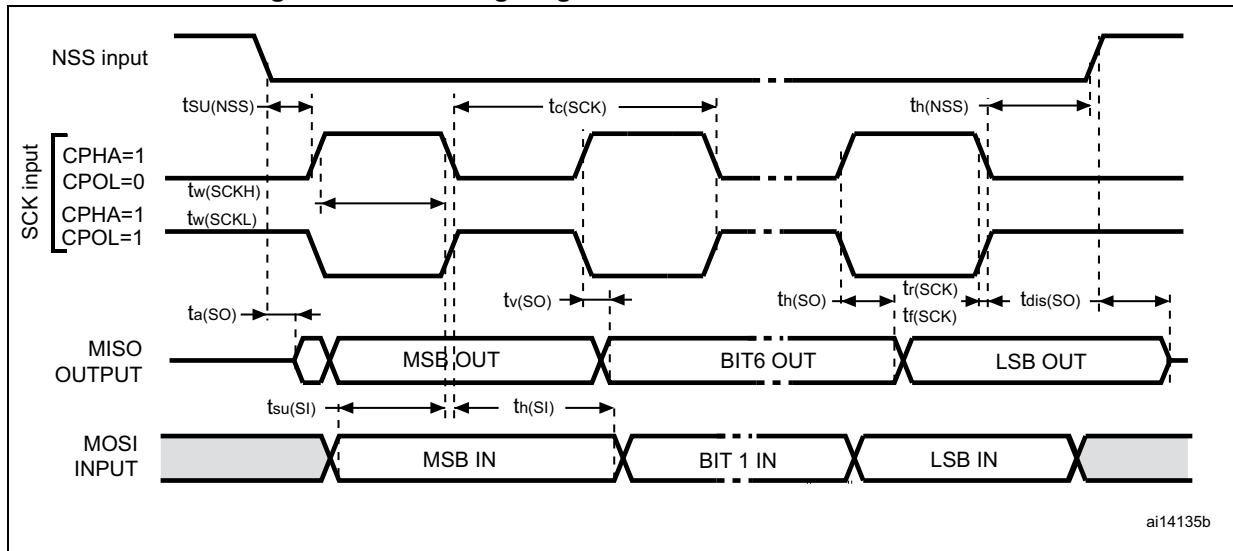 NSS input
tSU(NSS)
tc(SCK)
th(NSS)
SCK input
CPHA=1
CPOL=0
tw(SCKH)
CPHA=1
tw(SCKL)
CPOL=1
ta(SO)
tv(SO)
th(SO)
tr(SCK)
tf(SCK)
tdis(SO)
MISO
OUTPUT
MSB OUT
BIT6 OUT
LSB OUT
tsu(SI)
th(SI)
MOSI
INPUT
MSB IN
BIT 1 IN
LSB IN
ai14135b